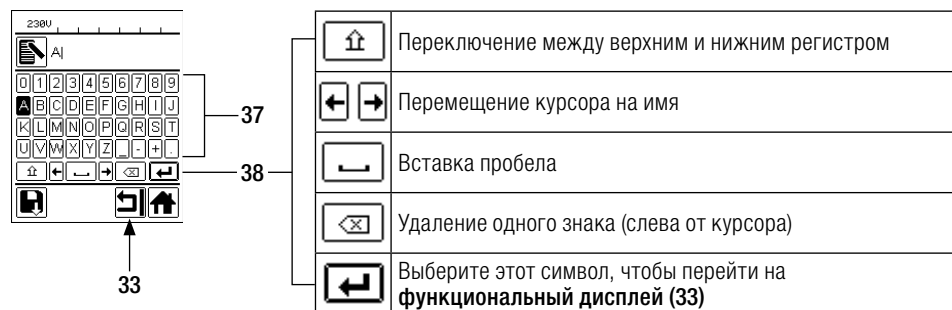 230V
A|
0 1 2 3 4 5 6 7 8 9
A B C D E F G H I J
K L M N O P Q R S T
U V W X Y Z _ - + .
37
38
33
Переключение между верхним и нижним регистром
Перемещение курсора на имя
Вставка пробела
Удаление одного знака (слева от курсора)
Выберите этот символ, чтобы перейти на
функциональный дисплей (33)